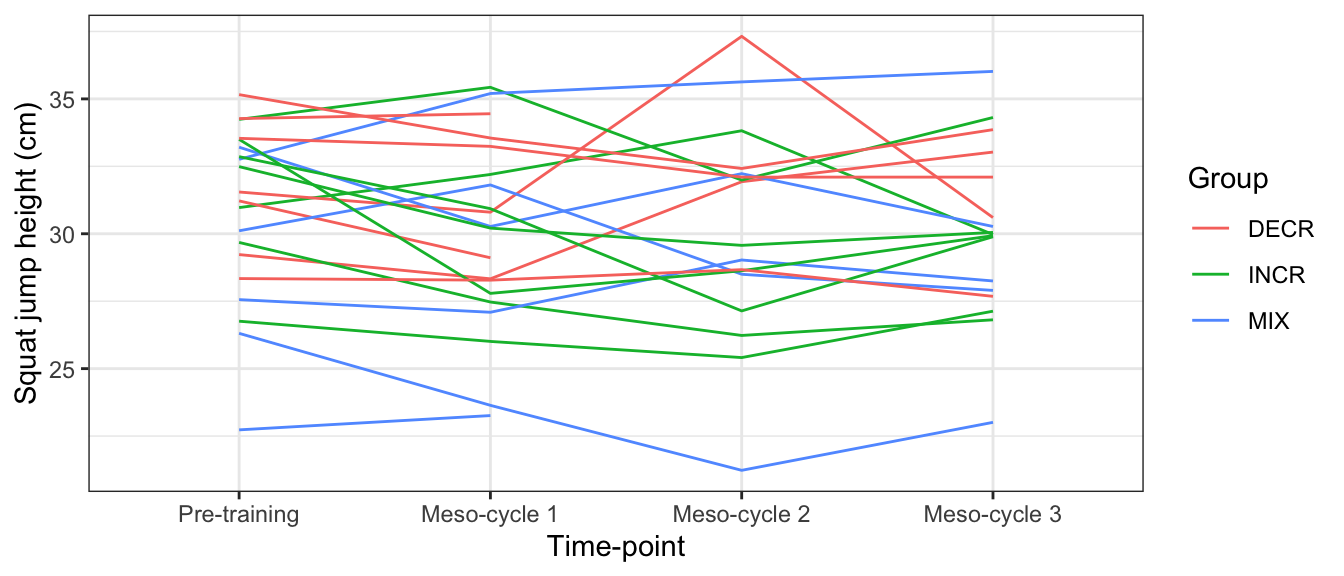 Squat jump height (cm)
35
30
25
Pre-training
Meso-cycle 1
Meso-cycle 2
Meso-cycle 3
Time-point
Group
DECR
INCR
MIX